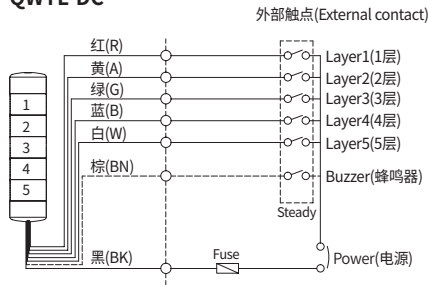 QWTL-DC
外部触点(External contact)
红(R)
Layer1(1层)
黄(A)
Layer2(2层)
绿(G)
Layer3(3层)
蓝(B)
Layer4(4层)
白(W)
Layer5(5层)
棕(BN)
Buzzer(蜂鸣器)
1
2
3
4
5
Steady
黑(BK)
Fuse
Power(电源)